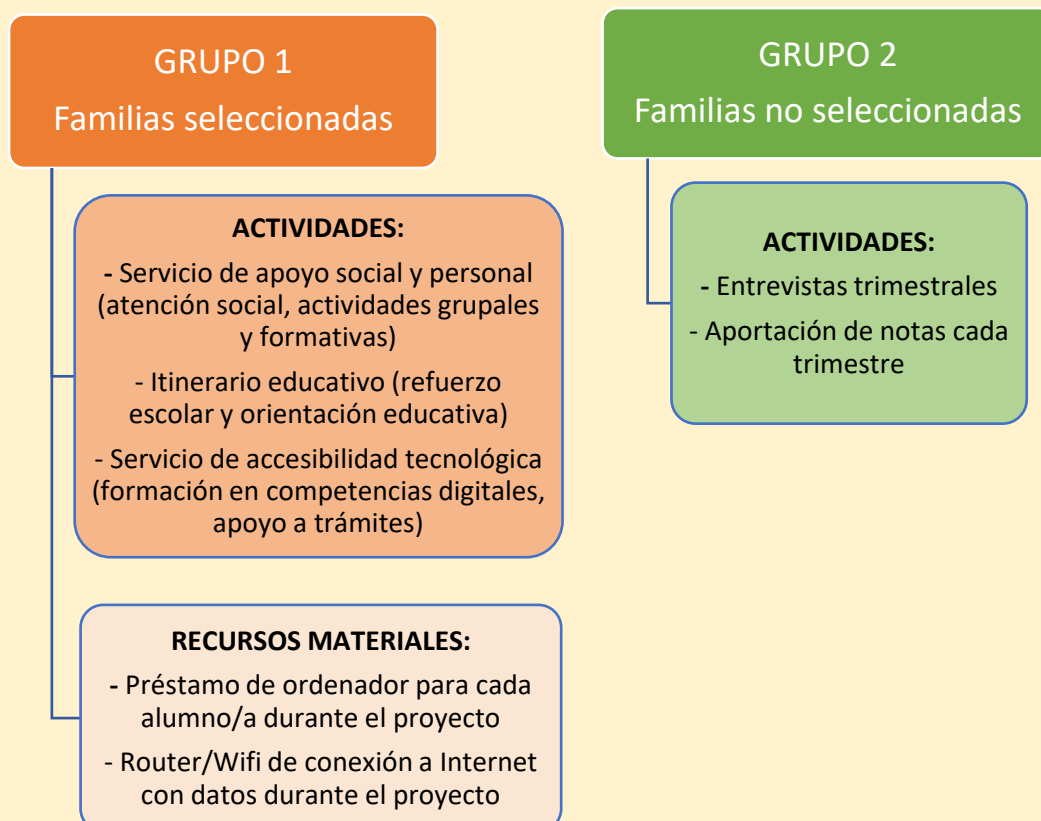 GRUPO 1
Familias seleccionadas
ACTIVIDADES:
- Servicio de apoyo social y personal
(atención social, actividades grupales
y formativas)
- Itinerario educativo (refuerzo
escolar y orientación educativa)
- Servicio de accesibilidad tecnológica
(formación en competencias digitales,
apoyo a trámites)
RECURSOS MATERIALES:
- Préstamo de ordenador para cada
alumno/a durante el proyecto
- Router/Wifi de conexión a Internet
con datos durante el proyecto
GRUPO 2
Familias no seleccionadas
ACTIVIDADES:
- Entrevistas trimestrales
- Aportación de notas cada
trimestre